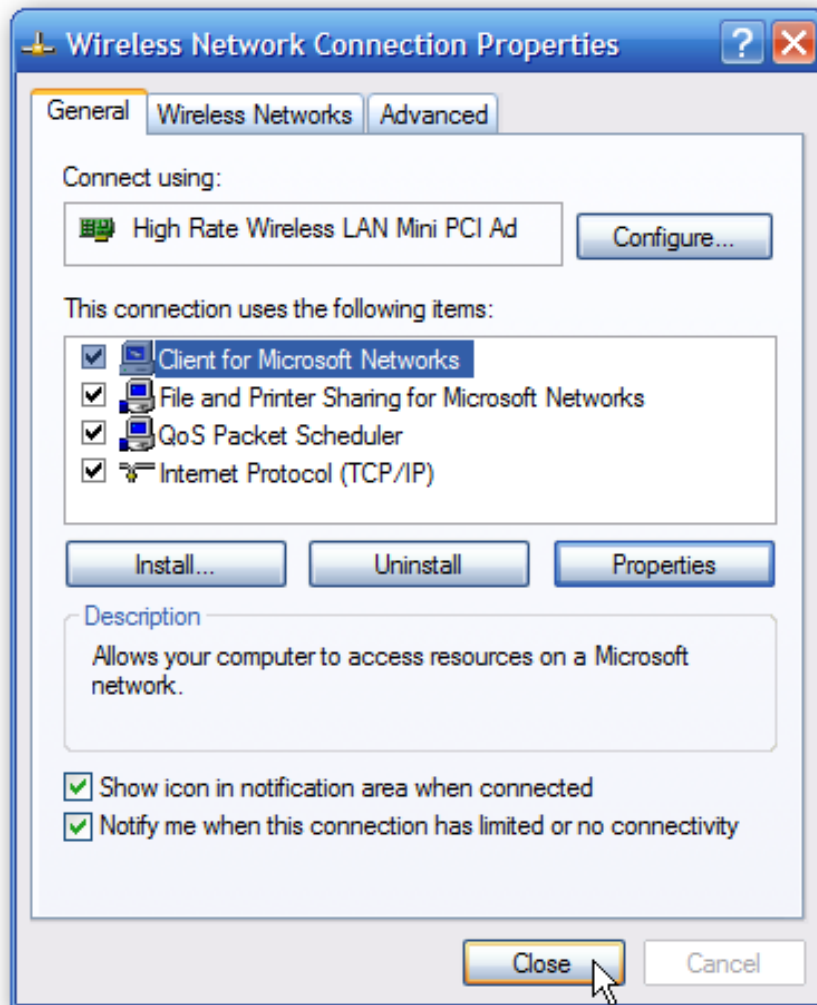 Wireless Network Connection Properties
General
Wireless Networks
Advanced
Connect using:
High Rate Wireless LAN Mini PCI Ad
Configure...
This connection uses the following items:
Client for Microsoft Networks
File and Printer Sharing for Microsoft Networks
QoS Packet Scheduler
Internet Protocol (TCP/IP)
Install...
Uninstall
Properties
Description
Allows your computer to access resources on a Microsoft
network.
Show icon in notification area when connected
Notify me when this connection has limited or no connectivity
Close
Cancel